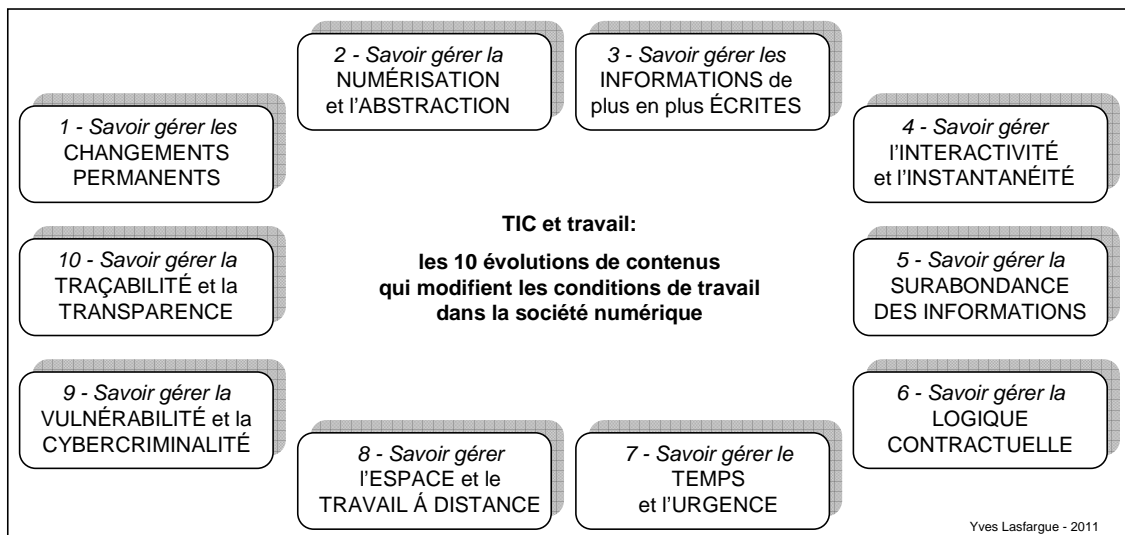 1 - Savoir gérer les
CHANGEMENTS
PERMANENTS
2 - Savoir gérer la
NUMÉRISATION
et l'ABSTRACTION
3 - Savoir gérer les
INFORMATIONS de
plus en plus ÉCRITES
4 - Savoir gérer
l'INTERACTIVITÉ
et l'INSTANTANÉITÉ
5 - Savoir gérer la
SURABONDANCE
DES INFORMATIONS
6 - Savoir gérer la
LOGIQUE
CONTRACTUELLE
7 - Savoir gérer le
TEMPS
et l'URGENCE
8 - Savoir gérer
l'ESPACE et le
TRAVAIL Á DISTANCE
9 - Savoir gérer la
VULNÉRABILITÉ et la
CYBERCRIMINALITÉ
10 - Savoir gérer la
TRAÇABILITÉ et la
TRANSPARENCE
TIC et travail:
les 10 évolutions de contenus
qui modifient les conditions de travail
dans la société numérique
Yves Lasfargue - 2011